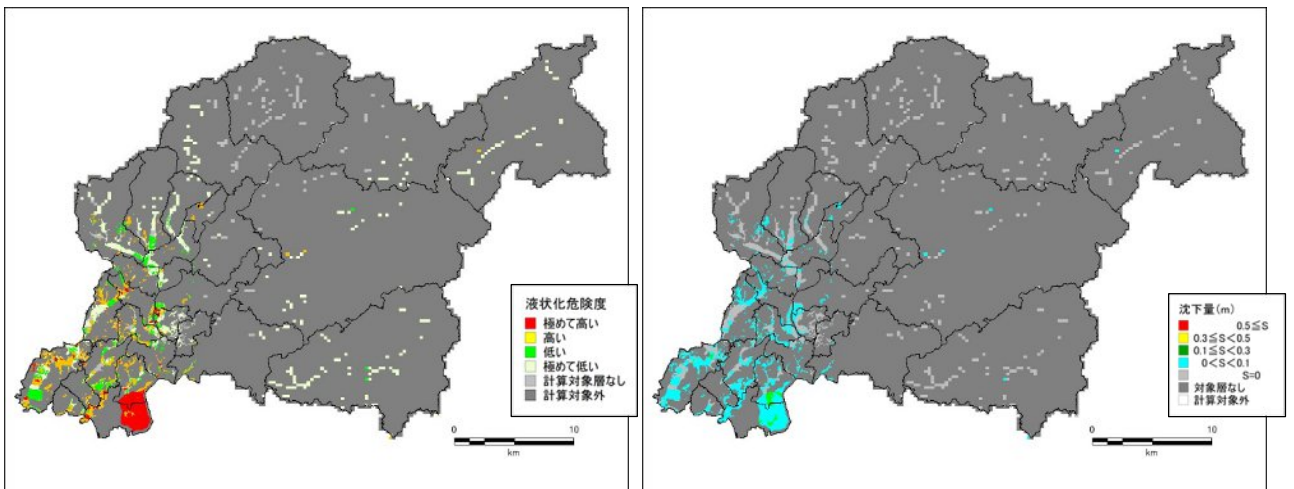 液状化危険度
極めて高い
高い
低い
極めて低い
計算対象層なし
計算対象外
0 10
km
沈下量(m)
0.5≦S
0.3≦S<0.5
0.1≦S<0.3
0<S<0.1
S=0
対象層なし
計算対象外
0 10
km